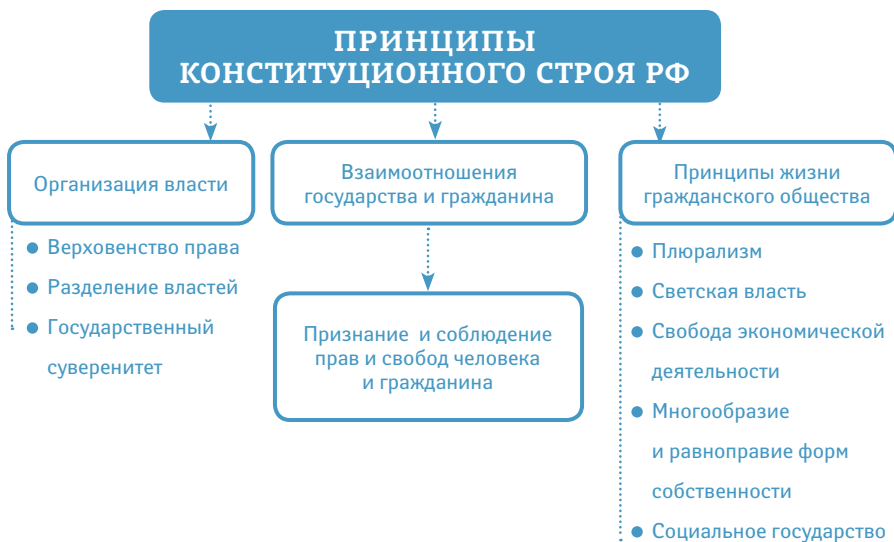 ПРИНЦИПЫ
КОНСТИТУЦИОННОГО СТРОЯ РФ
Организация власти
Верховенство права
Разделение властей
Государственный
суверенитет
Взаимоотношения
государства и гражданина
Признание и соблюдение
прав и свобод человека
и гражданина
Принципы жизни
гражданского общества
Плюрализм
Светская власть
Свобода экономической
деятельности
Многообразие
и равноправие форм
собственности
Социальное государство